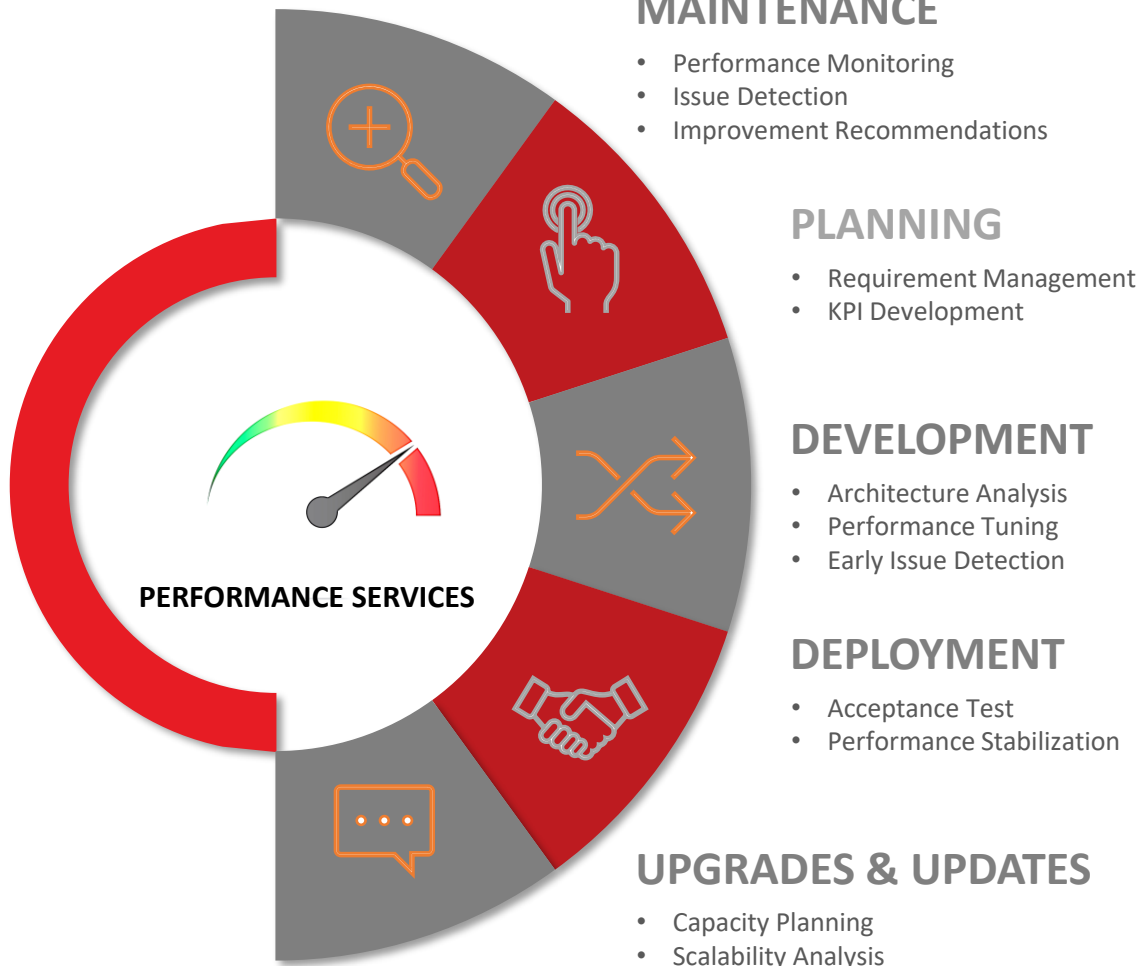 MAINTENANCE
• Performance Monitoring
• Issue Detection
• Improvement Recommendations
PLANNING
• Requirement Management
• KPI Development
DEVELOPMENT
• Architecture Analysis
• Performance Tuning
• Early Issue Detection
PERFORMANCE SERVICES
DEPLOYMENT
• Acceptance Test
• Performance Stabilization
UPGRADES & UPDATES
• Capacity Planning
• Scalability Analysis